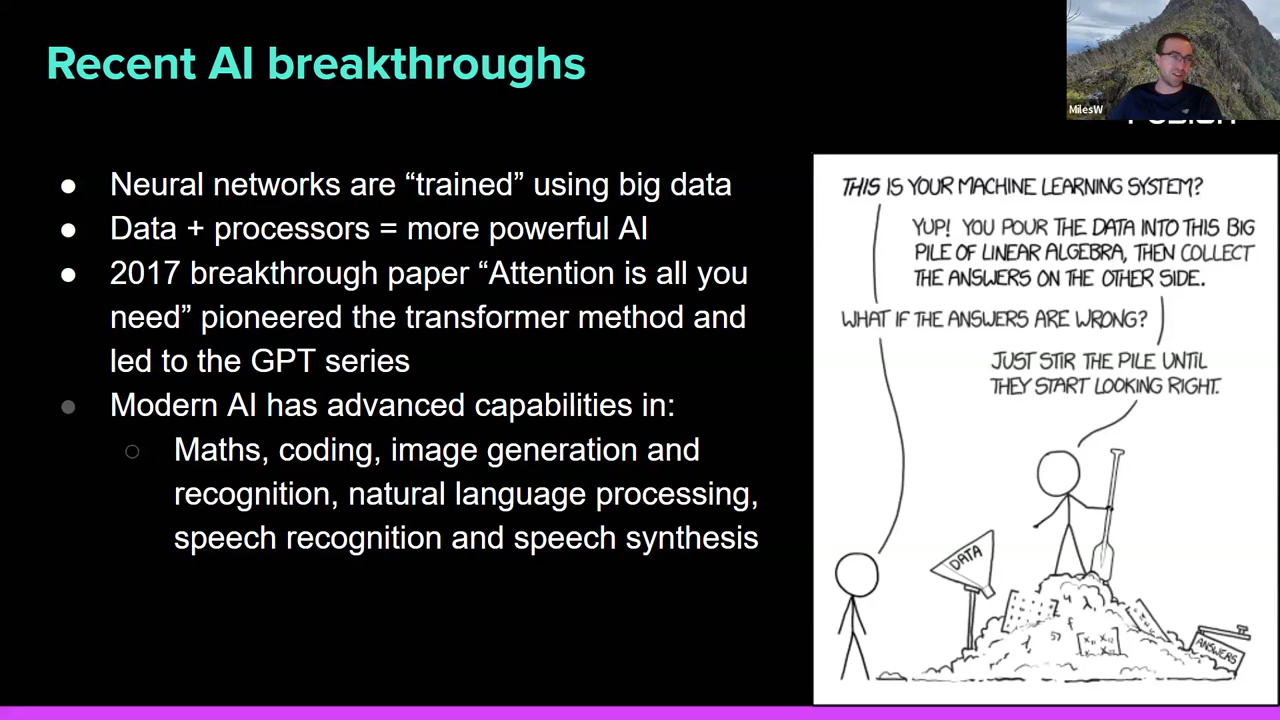 Recent AI breakthroughs
MilesW
● Neural networks are “trained” using big data
● Data + processors = more powerful AI
● 2017 breakthrough paper “Attention is all you
need” pioneered the transformer method and
led to the GPT series
● Modern AI has advanced capabilities in:
○ Maths, coding, image generation and
recognition, natural language processing,
speech recognition and speech synthesis
THIS IS YOUR MACHINE LEARNING SYSTEM?
YUP! YOU POUR THE DATA INTO THIS BIG
PILE OF LINEAR ALGEBRA, THEN COLLECT
THE ANSWERS ON THE OTHER SIDE.
WHAT IF THE ANSWERS ARE WRONG?
JUST STIR THE PILE UNTIL
THEY START LOOKING RIGHT.
DATA
ANSWERS